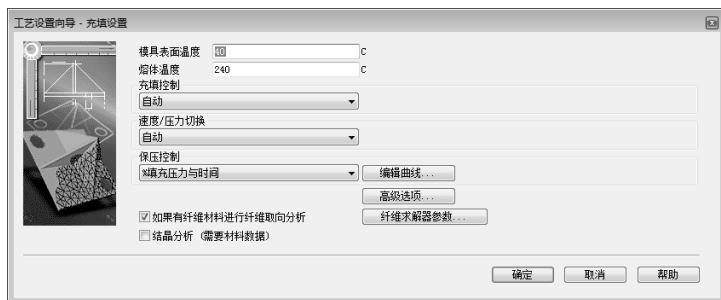 工艺设置向导 - 充填设置
模具表面温度 40 C
熔体温度 240 C
充填控制
自动
速度/压力切换
自动
保压控制
%填充压力与时间 编辑曲线...
高级选项...
如果有纤维材料进行纤维取向分析 纤维求解器参数...
结晶分析 (需要材料数据)
确定 取消 帮助